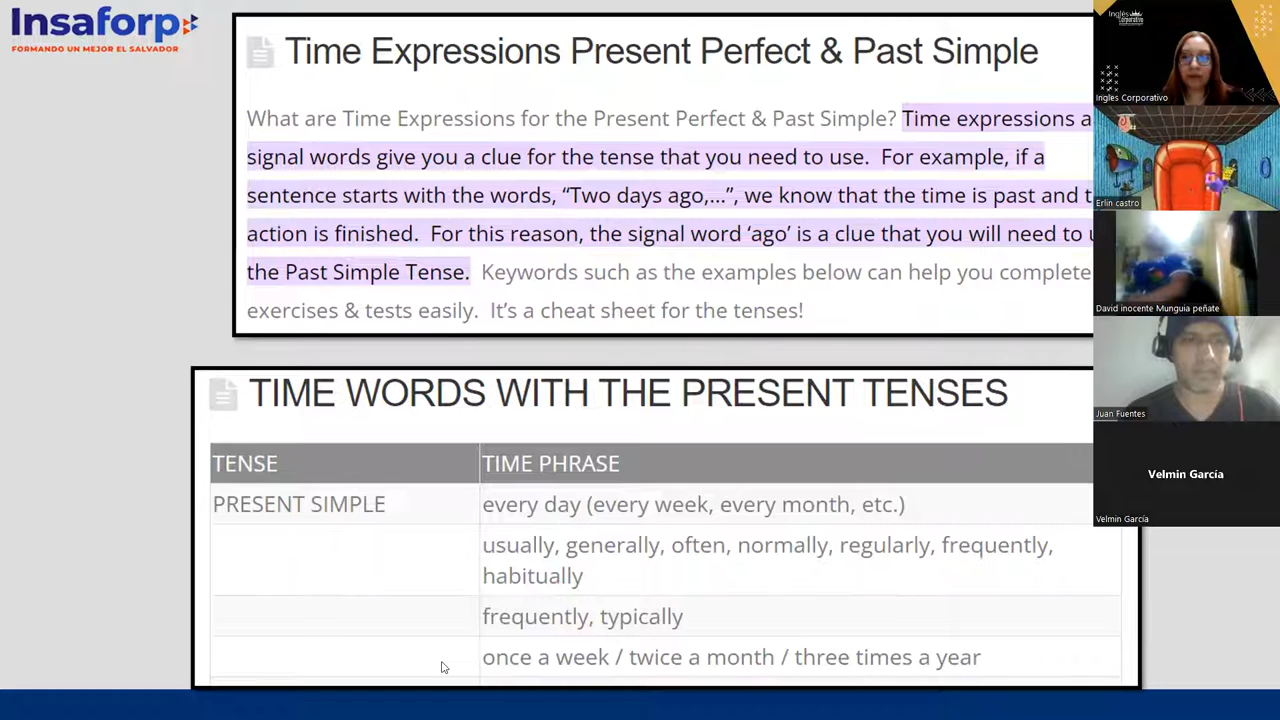 Insaforp
FORMANDO UN MEJOR EL SALVADOR
Time Expressions Present Perfect & Past Simple
What are Time Expressions for the Present Perfect & Past Simple? Time expressions a
signal words give you a clue for the tense that you need to use. For example, if a
sentence starts with the words, “Two days ago,…”, we know that the time is past and t
action is finished. For this reason, the signal word ‘ago’ is a clue that you will need to u
the Past Simple Tense. Keywords such as the examples below can help you complete
exercises & tests easily. It’s a cheat sheet for the tenses!
TIME WORDS WITH THE PRESENT TENSES
TENSE TIME PHRASE
PRESENT SIMPLE every day (every week, every month, etc.)
usually, generally, often, normally, regularly, frequently,
habitually
frequently, typically
once a week / twice a month / three times a year
Inglés
Corporativo
Ingles Corporativo
Erlin castro
David inocente Munguia peñate
Juan Fuentes
Velmin García
Velmin García